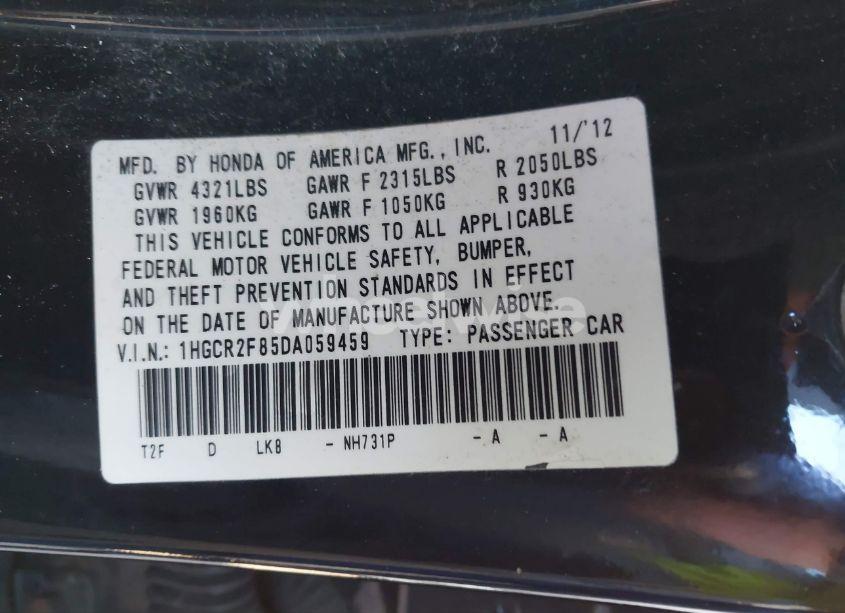 MFD. BY HONDA OF AMERICA MFG., INC. 11/'12
GVWR 4321LBS GAWR F 2315LBS R 2050LBS
GVWR 1960KG GAWR F 1050KG R 930KG
THIS VEHICLE CONFORMS TO ALL APPLICABLE
FEDERAL MOTOR VEHICLE SAFETY, BUMPER,
AND THEFT PREVENTION STANDARDS IN EFFECT
ON THE DATE OF MANUFACTURE SHOWN ABOVE.
V.I.N.: 1HGCR2F85DA059459 TYPE: PASSENGER CAR
T2F D LK8 - NH731P - A - A